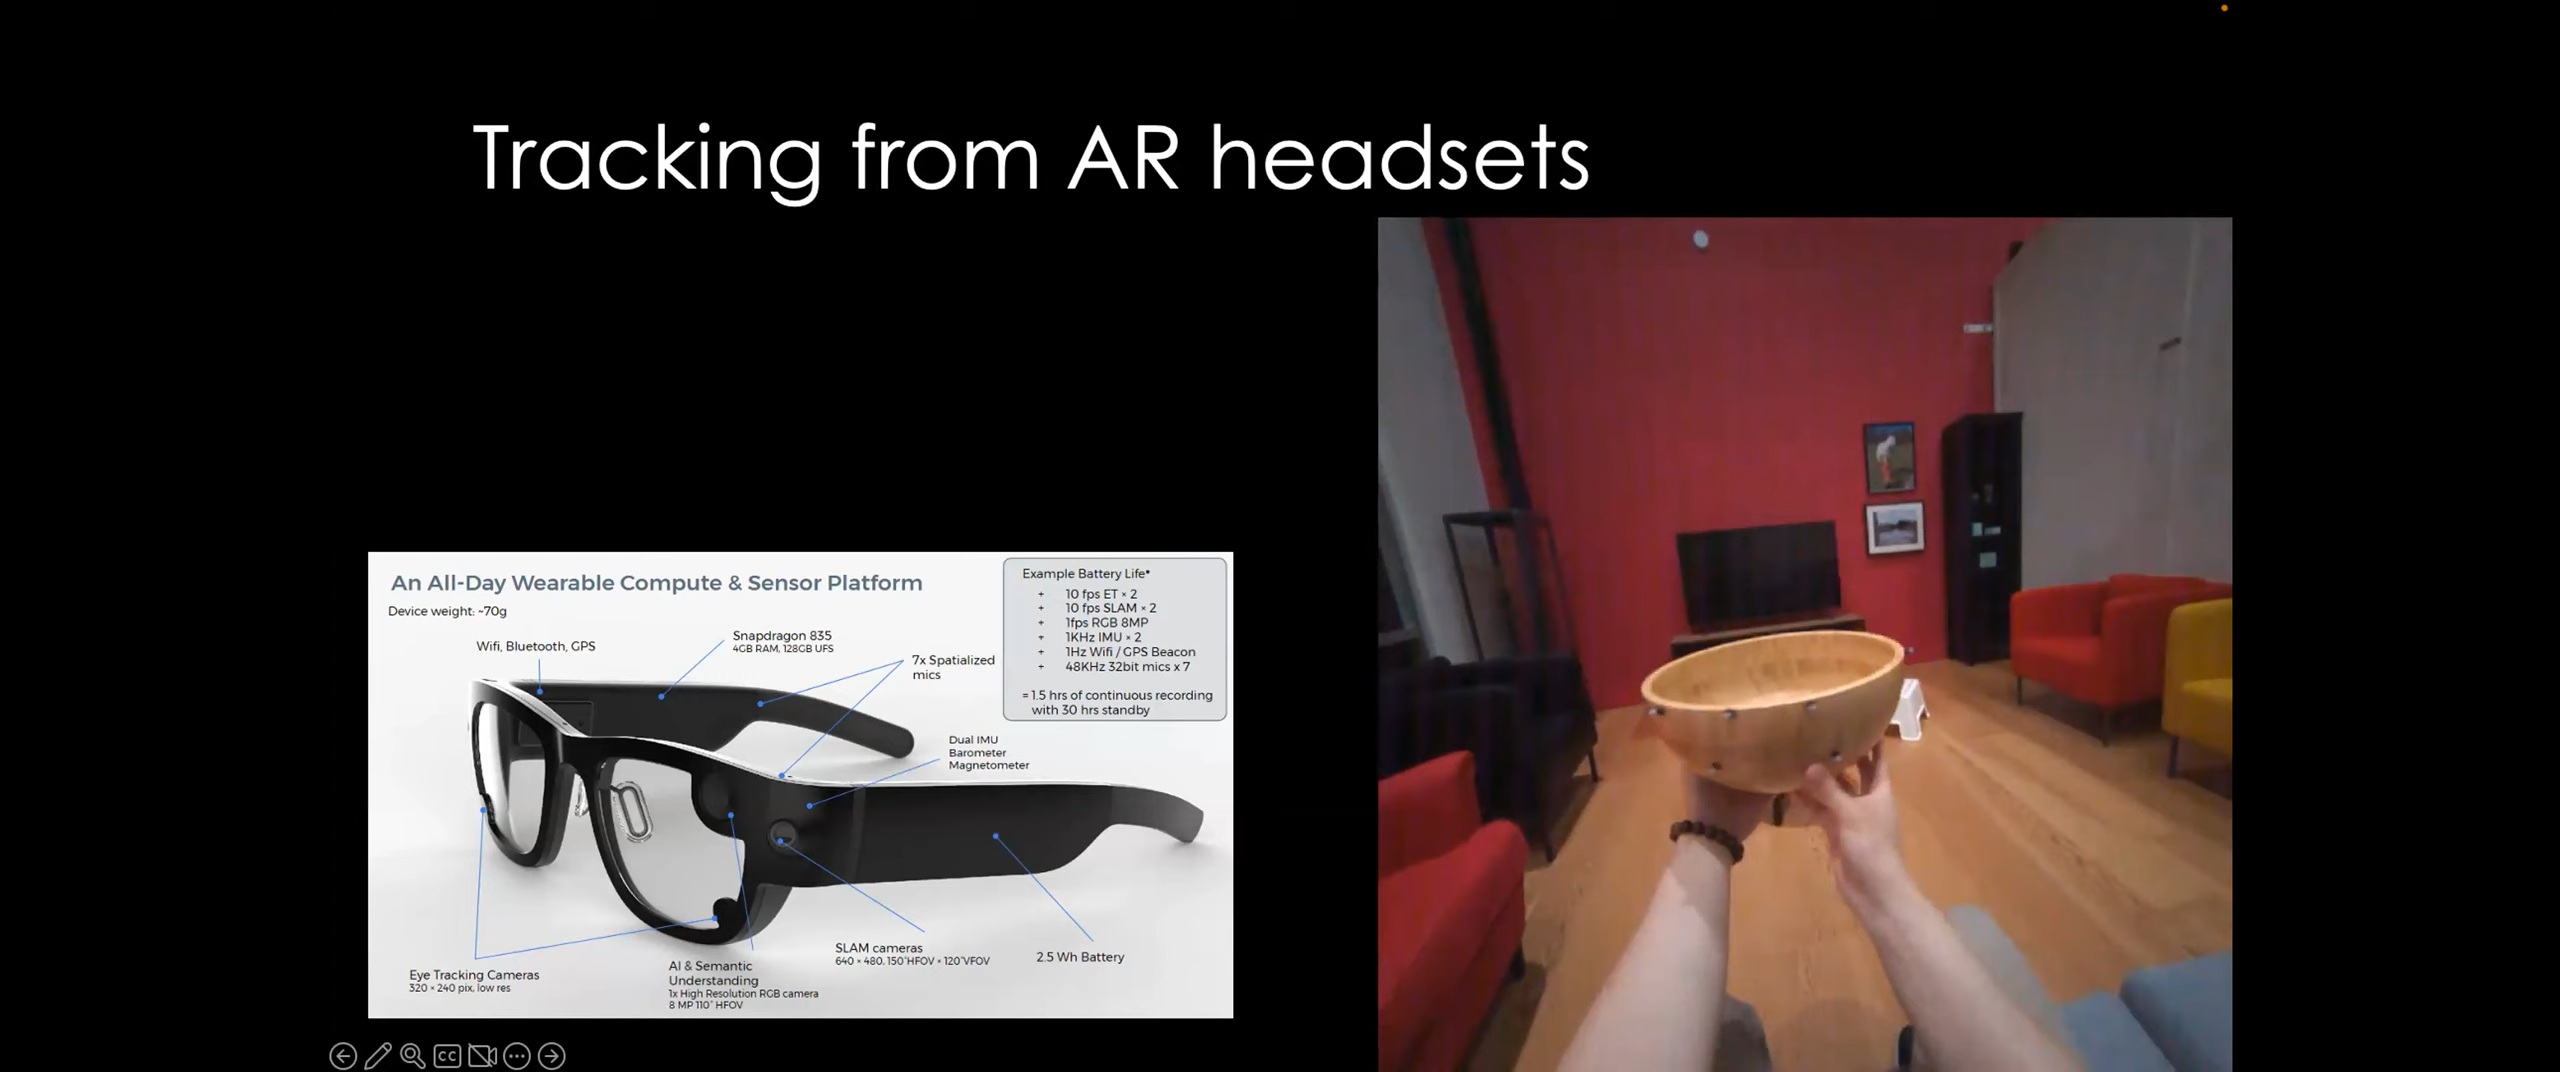 Tracking from AR headsets
An All-Day Wearable Compute & Sensor Platform
Device weight: ~70g
Wifi, Bluetooth, GPS
Snapdragon 835
4GB RAM, 128GB UFS
7x Spatialized
mics
Example Battery Life*
+ 10 fps ET × 2
+ 10 fps SLAM × 2
+ 1fps RGB 8MP
+ 1KHz IMU × 2
+ 1Hz Wifi / GPS Beacon
+ 48KHz 32bit mics x 7
= 1.5 hrs of continuous recording
with 30 hrs standby
Dual IMU
Barometer
Magnetometer
Eye Tracking Cameras
320 × 240 pix, low res
AI & Semantic
Understanding
1x High Resolution RGB camera
8 MP 110° HFOV
SLAM cameras
640 × 480, 150°HFOV × 120°VFOV
2.5 Wh Battery
CC